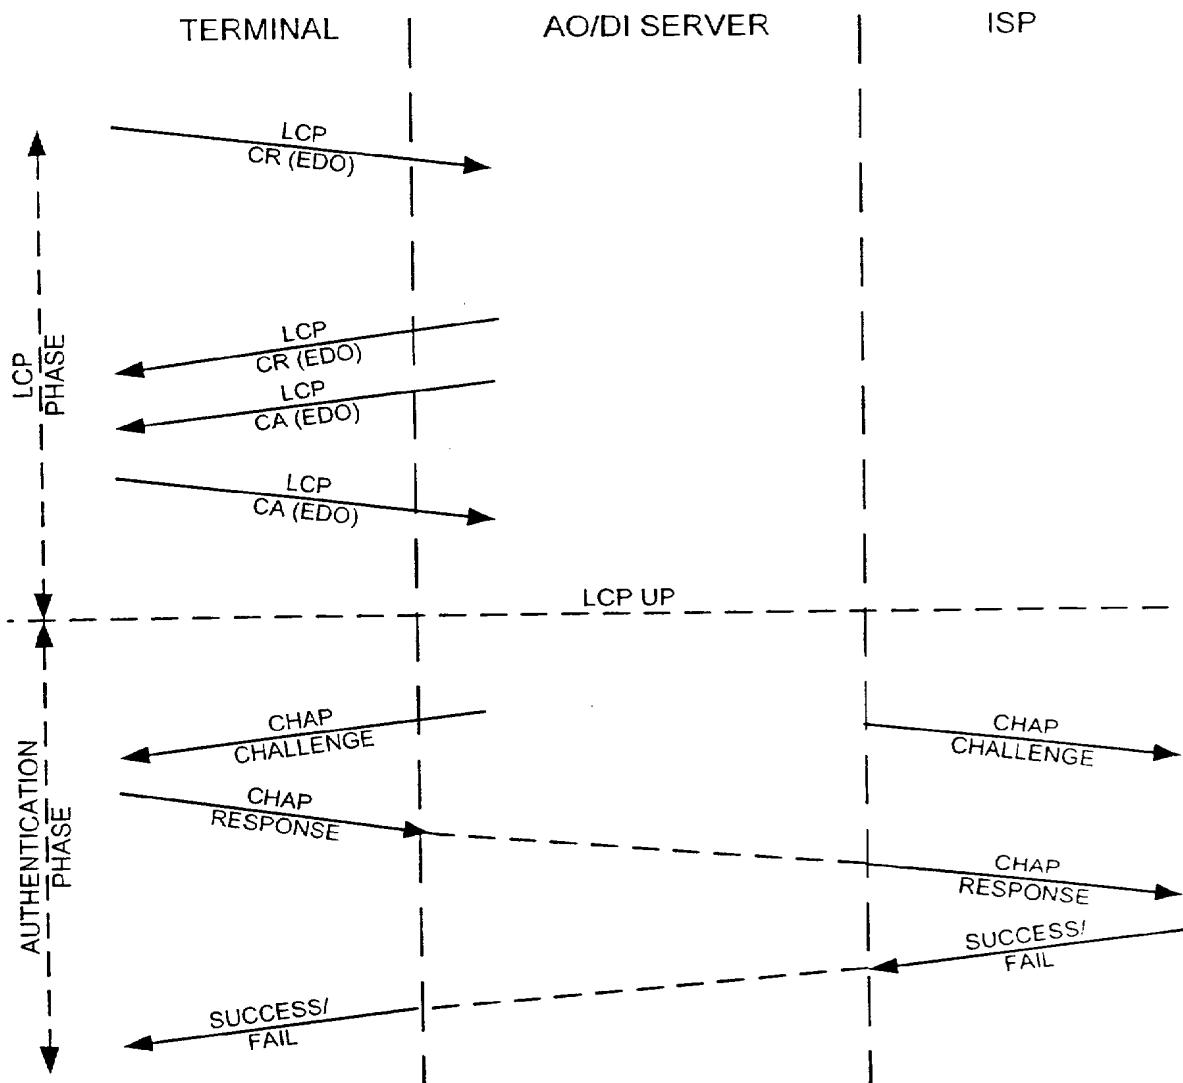 TERMINAL
AO/DI SERVER
ISP
LCP
CR (EDO)
LCP
CR (EDO)
LCP
CA (EDO)
LCP
CA (EDO)
LCP
PHASE
LCP UP
CHAP
CHALLENGE
CHAP
CHALLENGE
CHAP
RESPONSE
CHAP
RESPONSE
SUCCESS/
FAIL
SUCCESS/
FAIL
AUTHENTICATION
PHASE